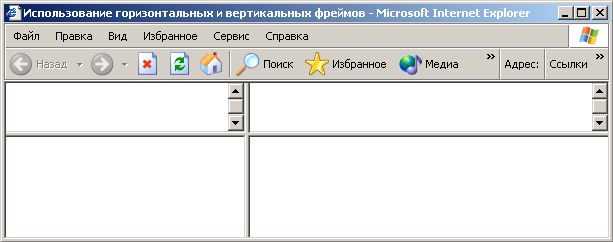 Использование горизонтальных и вертикальных фреймов - Microsoft Internet Explorer
Файл Правка Вид Избранное Сервис Справка
Назад Поиск Избранное Медиа » Адрес: Ссылки »